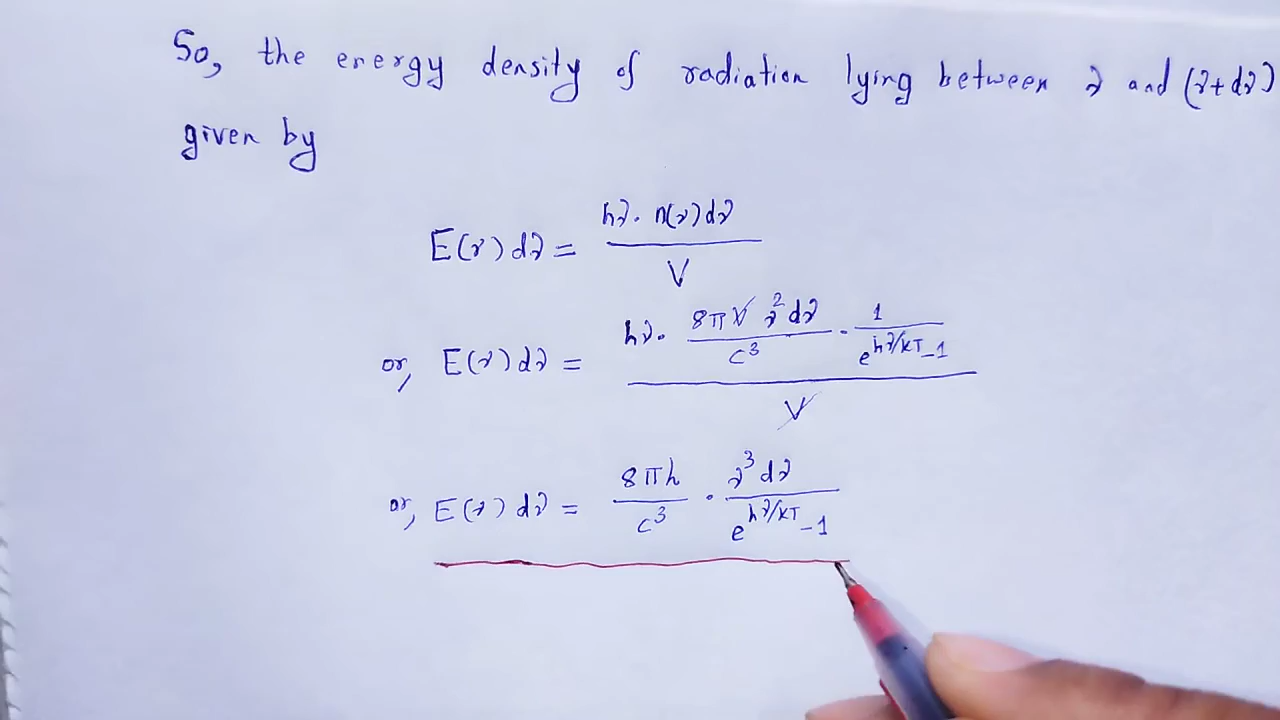 So, the energy density of radiation lying between ν and (ν+dν)
given by
E(ν)dν = hν. n(ν)dν / V
or, E(ν)dν = hν. 8πV ν² dν / c³ · 1 / e^(hν/KT) -1 / V
or, E(ν)dν = 8πh / c³ · ν³ dν / e^(hν/KT) -1